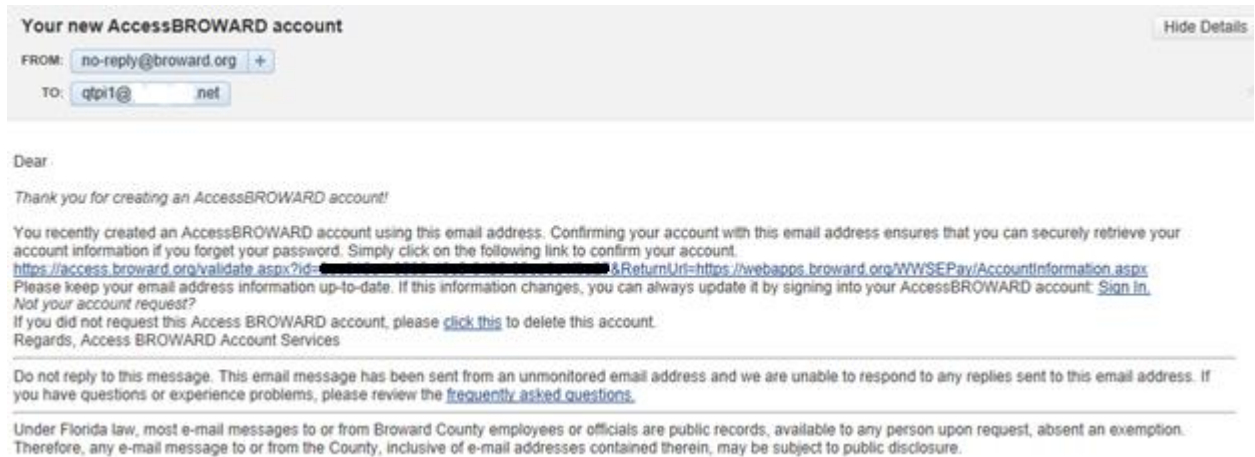 Your new AccessBROWARD account
Hide Details
FROM: no-reply@broward.org +
TO: qtpi1@ .net
Dear
Thank you for creating an AccessBROWARD account!
You recently created an AccessBROWARD account using this email address. Confirming your account with this email address ensures that you can securely retrieve your
account information if you forget your password. Simply click on the following link to confirm your account.
https://access.broward.org/validate.aspx?id= &ReturnUrl=https://webapps.broward.org/WWSEPay/AccountInformation.aspx
Please keep your email address information up-to-date. If this information changes, you can always update it by signing into your AccessBROWARD account: Sign In.
Not your account request?
If you did not request this Access BROWARD account, please click this to delete this account.
Regards, Access BROWARD Account Services
Do not reply to this message. This email message has been sent from an unmonitored email address and we are unable to respond to any replies sent to this email address. If
you have questions or experience problems, please review the frequently asked questions.
Under Florida law, most e-mail messages to or from Broward County employees or officials are public records, available to any person upon request, absent an exemption.
Therefore, any e-mail message to or from the County, inclusive of e-mail addresses contained therein, may be subject to public disclosure.